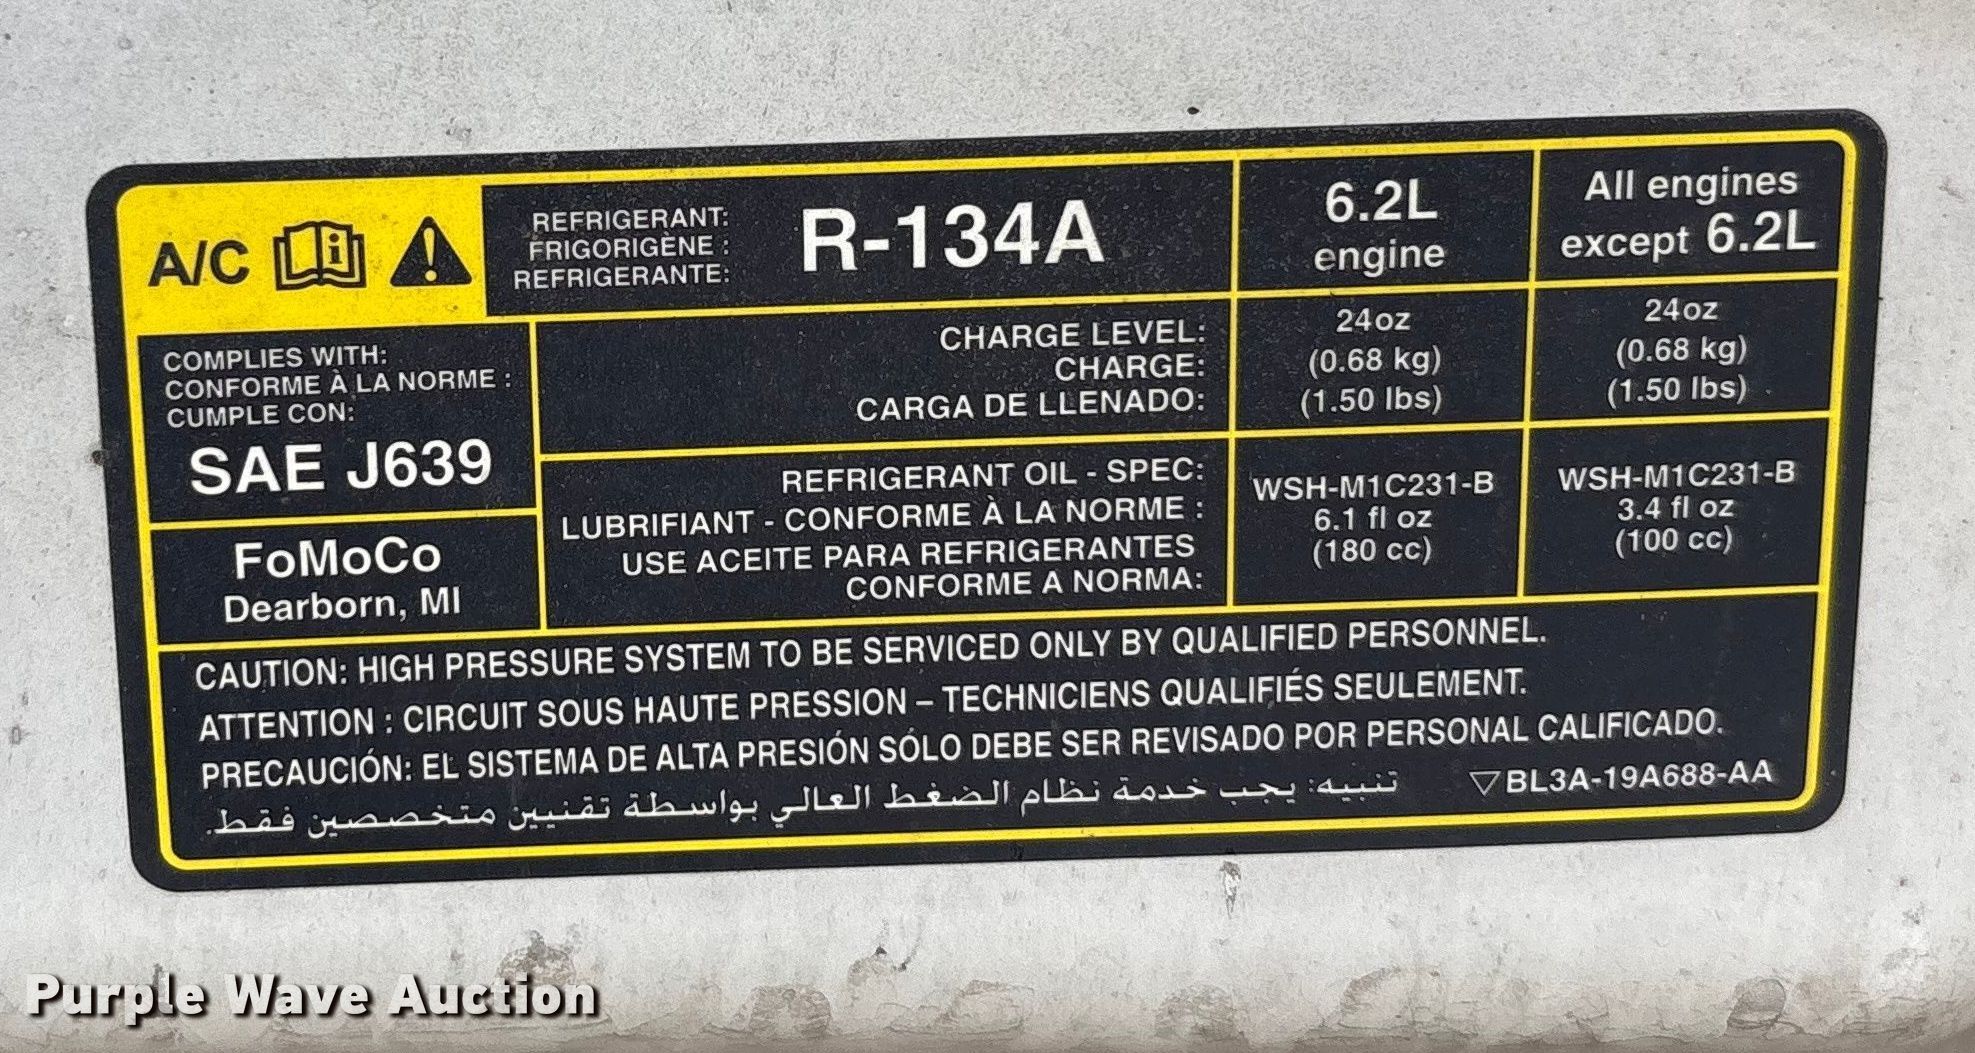 A/C
REFRIGERANT:
FRIGORIGÈNE :
REFRIGERANTE:
R-134A
6.2L
engine
All engines
except 6.2L
COMPLIES WITH:
CONFORME À LA NORME :
CUMPLE CON:
SAE J639
FoMoCo
Dearborn, MI
CHARGE LEVEL:
CHARGE:
CARGA DE LLENADO:
24oz
(0.68 kg)
(1.50 lbs)
24oz
(0.68 kg)
(1.50 lbs)
REFRIGERANT OIL - SPEC:
LUBRIFIANT - CONFORME À LA NORME :
USE ACEITE PARA REFRIGERANTES
CONFORME A NORMA:
WSH-M1C231-B
6.1 fl oz
(180 cc)
WSH-M1C231-B
3.4 fl oz
(100 cc)
CAUTION: HIGH PRESSURE SYSTEM TO BE SERVICED ONLY BY QUALIFIED PERSONNEL.
ATTENTION : CIRCUIT SOUS HAUTE PRESSION – TECHNICIENS QUALIFIÉS SEULEMENT.
PRECAUCIÓN: EL SISTEMA DE ALTA PRESIÓN SÓLO DEBE SER REVISADO POR PERSONAL CALIFICADO.
تنبيه: يجب خدمة نظام الضغط العالي بواسطة تقنيين متخصصين فقط.
BL3A-19A688-AA
Purple Wave Auction